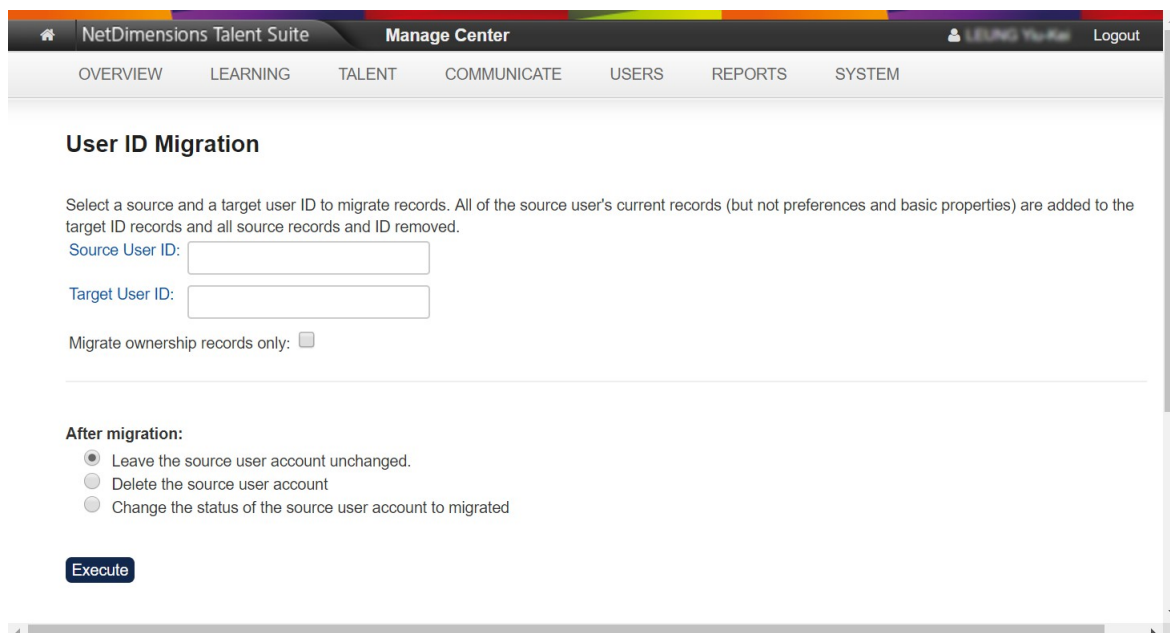 NetDimensions Talent Suite Manage Center Logout
OVERVIEW LEARNING TALENT COMMUNICATE USERS REPORTS SYSTEM
User ID Migration
Select a source and a target user ID to migrate records. All of the source user's current records (but not preferences and basic properties) are added to the
target ID records and all source records and ID removed.
Source User ID:
Target User ID:
Migrate ownership records only:
After migration:
Leave the source user account unchanged.
Delete the source user account
Change the status of the source user account to migrated
Execute